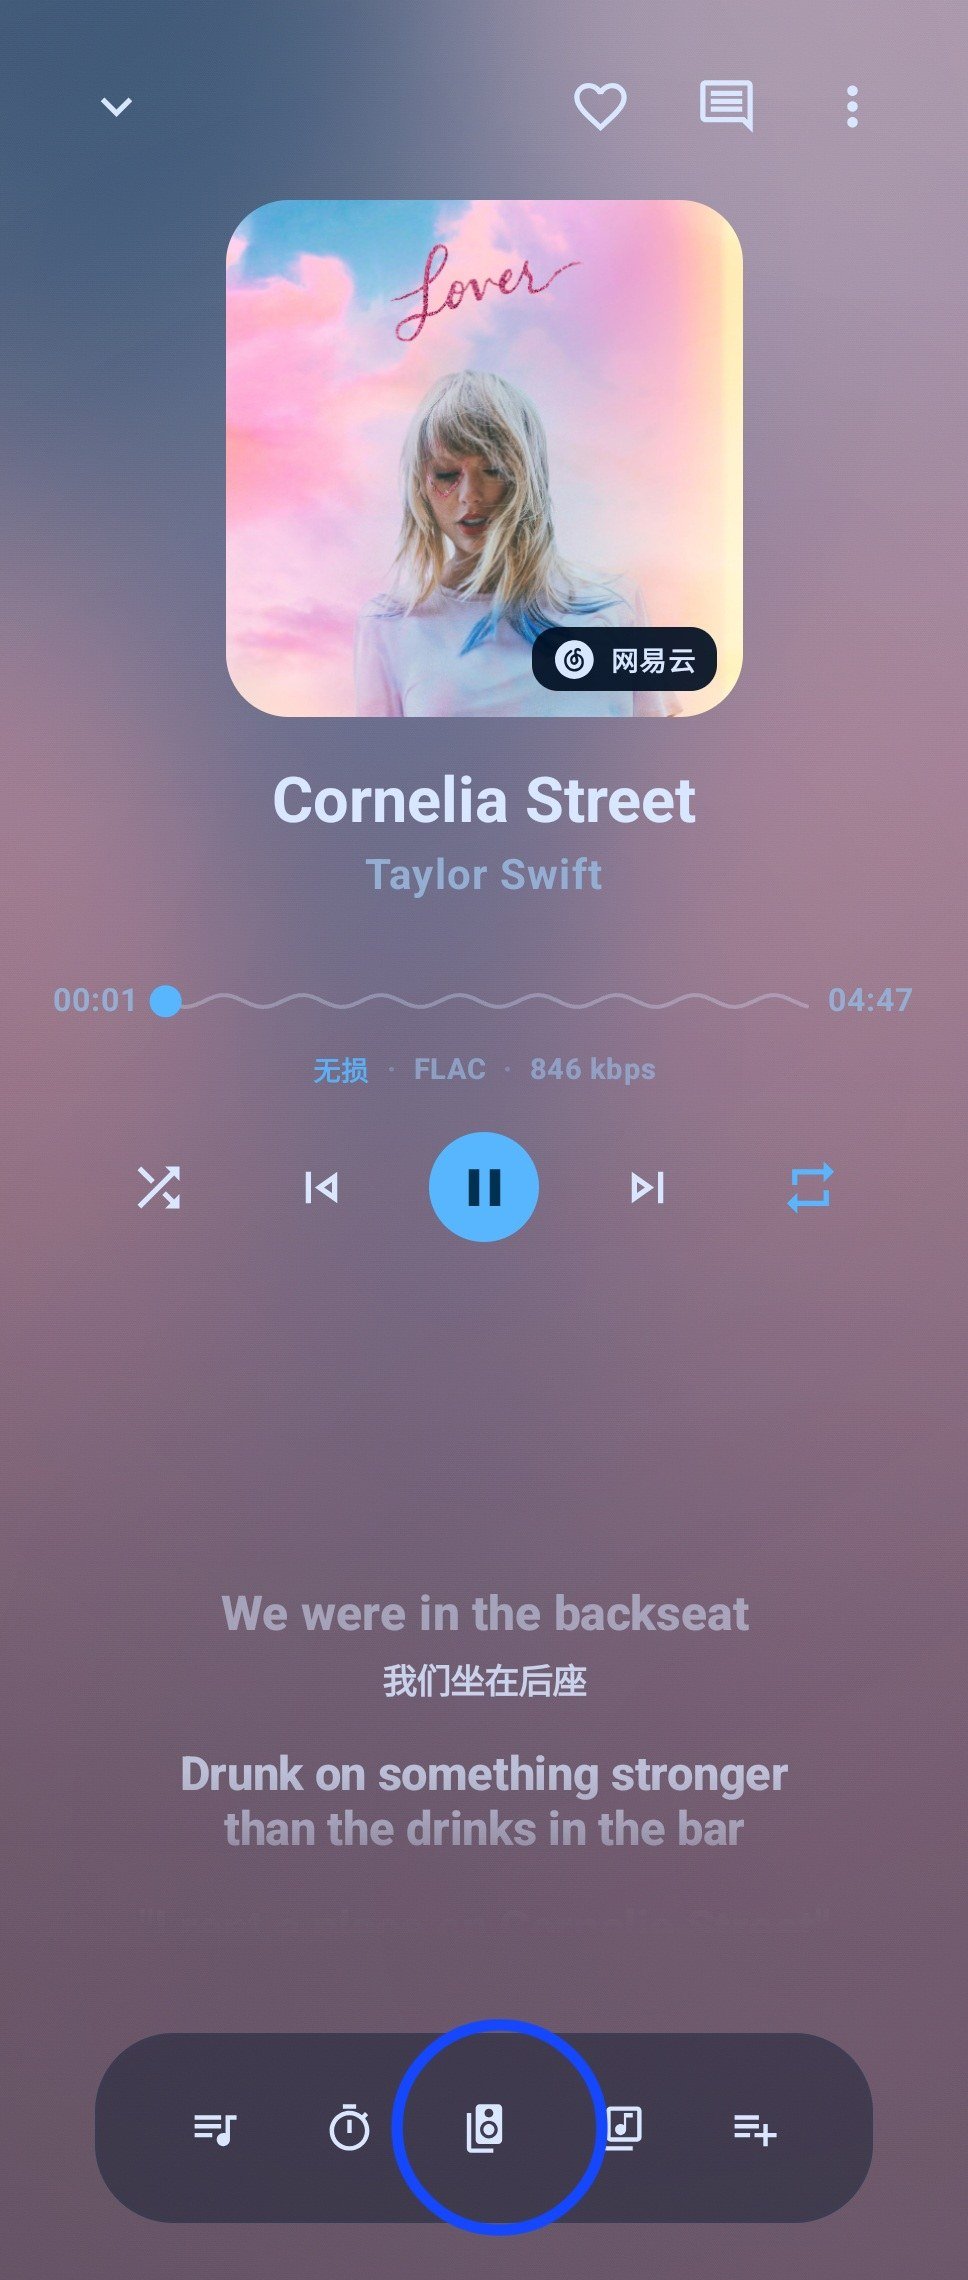 Lover
网易云
Cornelia Street
Taylor Swift
00:01 04:47
无损 · FLAC · 846 kbps
We were in the backseat
我们坐在后座
Drunk on something stronger
than the drinks in the bar